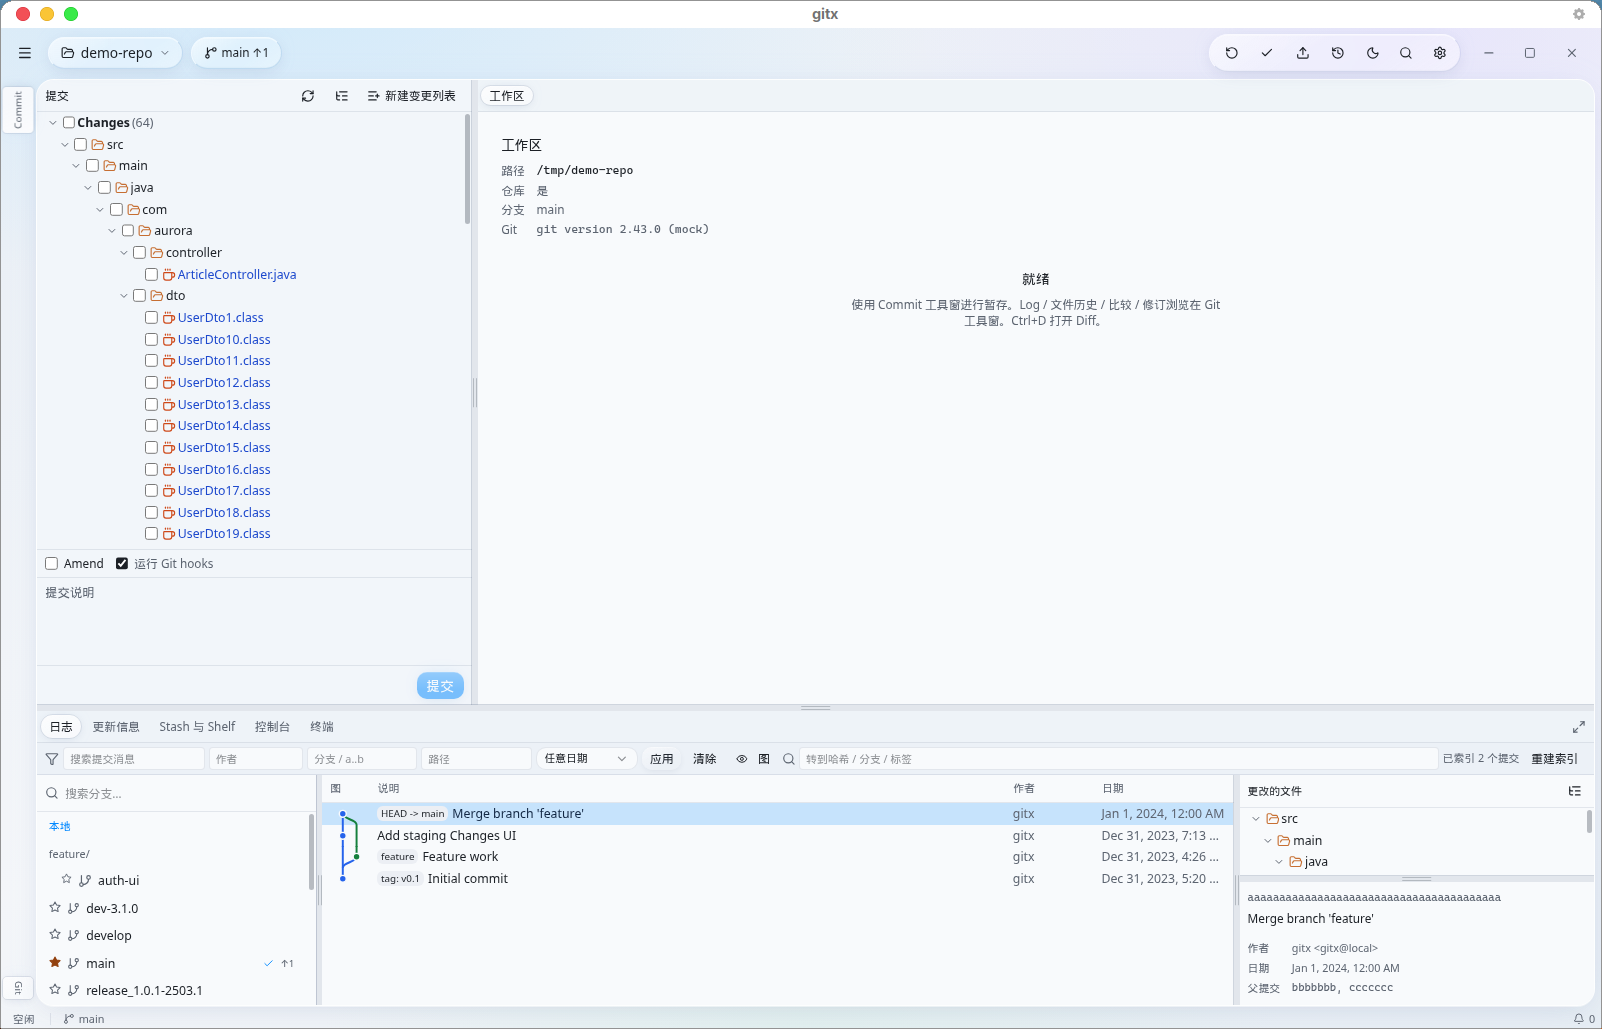 gitx
demo-repo
main ↑1
Commit
提交
新建变更列表
Changes (64)
src
main
java
com
aurora
controller
ArticleController.java
dto
UserDto1.class
UserDto10.class
UserDto11.class
UserDto12.class
UserDto13.class
UserDto14.class
UserDto15.class
UserDto16.class
UserDto17.class
UserDto18.class
UserDto19.class
Amend 运行 Git hooks
提交说明
提交
工作区
工作区
路径 /tmp/demo-repo
仓库 是
分支 main
Git git version 2.43.0 (mock)
就绪
使用 Commit 工具窗进行暂存。Log / 文件历史 / 比较 / 修订浏览在 Git
工具窗。Ctrl+D 打开 Diff。
日志 更新信息 Stash 与 Shelf 控制台 终端
搜索提交消息 作者 分支 / a..b 路径 任意日期 应用 清除 图 转到哈希 / 分支 / 标签 已索引 2 个提交 重建索引
搜索分支...
本地
feature/
auth-ui
dev-3.1.0
develop
main ↑1
release_1.0.1-2503.1
图 说明 作者 日期
HEAD -> main Merge branch 'feature' gitx Jan 1, 2024, 12:00 AM
Add staging Changes UI gitx Dec 31, 2023, 7:13 ...
feature Feature work gitx Dec 31, 2023, 4:26 ...
tag: v0.1 Initial commit gitx Dec 31, 2023, 5:20 ...
更改的文件
src
main
java
aaaaaaaaaaaaaaaaaaaaaaaaaaaaaaaaaaaaaaaa
Merge branch 'feature'
作者 gitx <gitx@local>
日期 Jan 1, 2024, 12:00 AM
父提交 bbbbbbb, ccccccc
Git
空闲 main 0